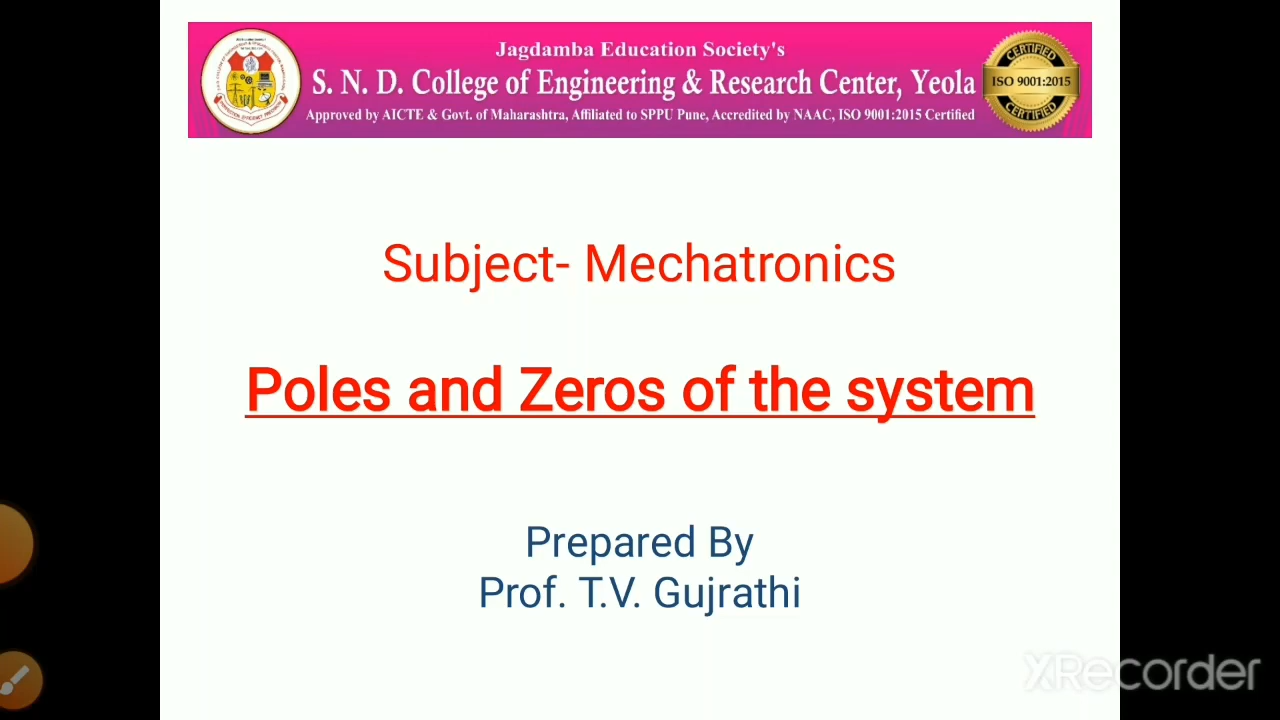 Jagdamba Education Society's
S. N. D. College of Engineering & Research Center, Yeola
Approved by AICTE & Govt. of Maharashtra, Affiliated to SPPU Pune, Accredited by NAAC, ISO 9001:2015 Certified
CERTIFIED
ISO 9001:2015
CERTIFIED
Subject- Mechatronics
Poles and Zeros of the system
Prepared By
Prof. T.V. Gujrathi
XRecorder